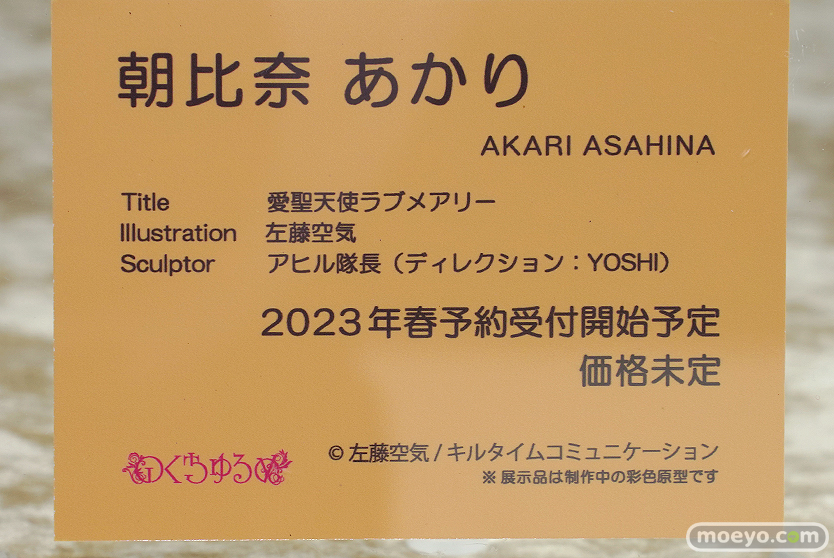 朝比奈 あかり
AKARI ASAHINA
Title 愛聖天使ラブメアリー
Illustration 左藤空気
Sculptor アヒル隊長（ディレクション：YOSHI）
2023年春予約受付開始予定
価格未定
©左藤空気/キルタイムコミュニケーション
※展示品は制作中の彩色原型です
moeyo.com